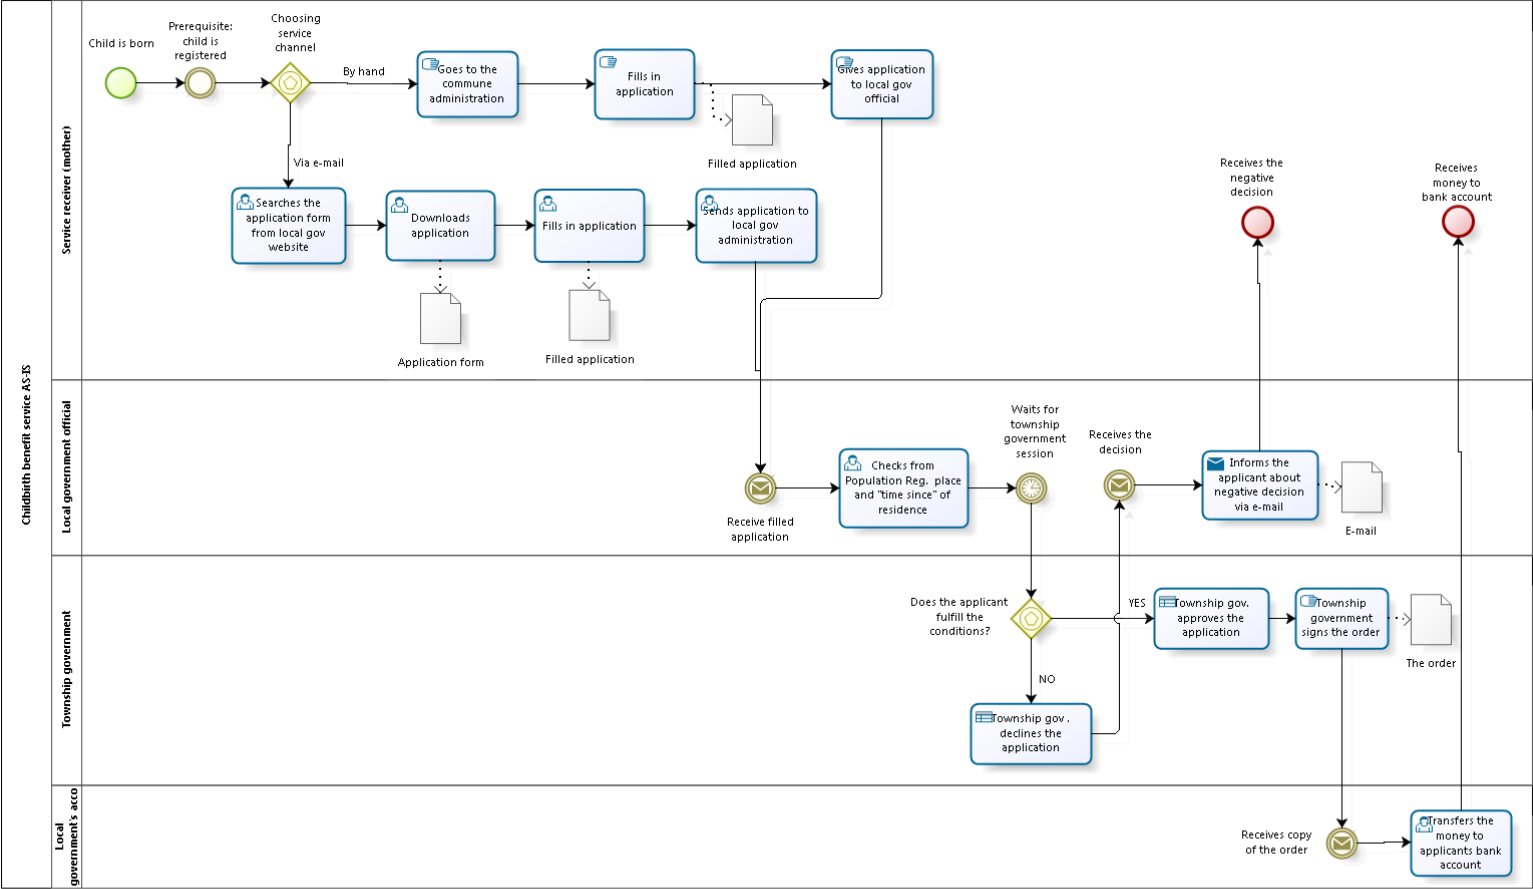 Childbirth benefit service AS-IS
Service receiver (mother)
Child is born
Prerequisite:
child is
registered
Choosing
service
channel
By hand
Goes to the
commune
administration
Fills in
application
Filled application
Gives application
to local gov
official
Via e-mail
Searches the
application form
from local gov
website
Downloads
application
Application form
Fills in application
Filled application
Sends application to
local gov
administration
Receives the
negative
decision
Receives
money to
bank account
Local government official
Receive filled
application
Checks from
Population Reg. place
and "time since" of
residence
Waits for
township
government
session
Receives the
decision
Informs the
applicant about
negative decision
via e-mail
E-mail
Township government
Does the applicant
fulfill the
conditions?
YES
Township gov.
approves the
application
Township
government
signs the order
The order
NO
Township gov .
declines the
application
Local
government's acco
Receives copy
of the order
Transfers the
money to
applicants bank
account